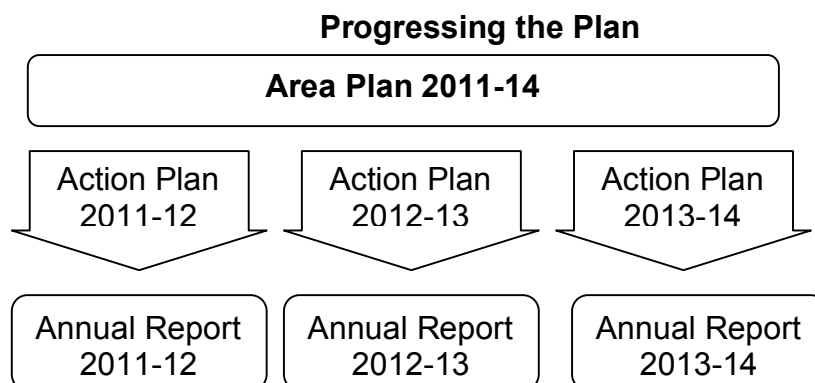 Progressing the Plan
Area Plan 2011-14
Action Plan
2011-12
Action Plan
2012-13
Action Plan
2013-14
Annual Report
2011-12
Annual Report
2012-13
Annual Report
2013-14